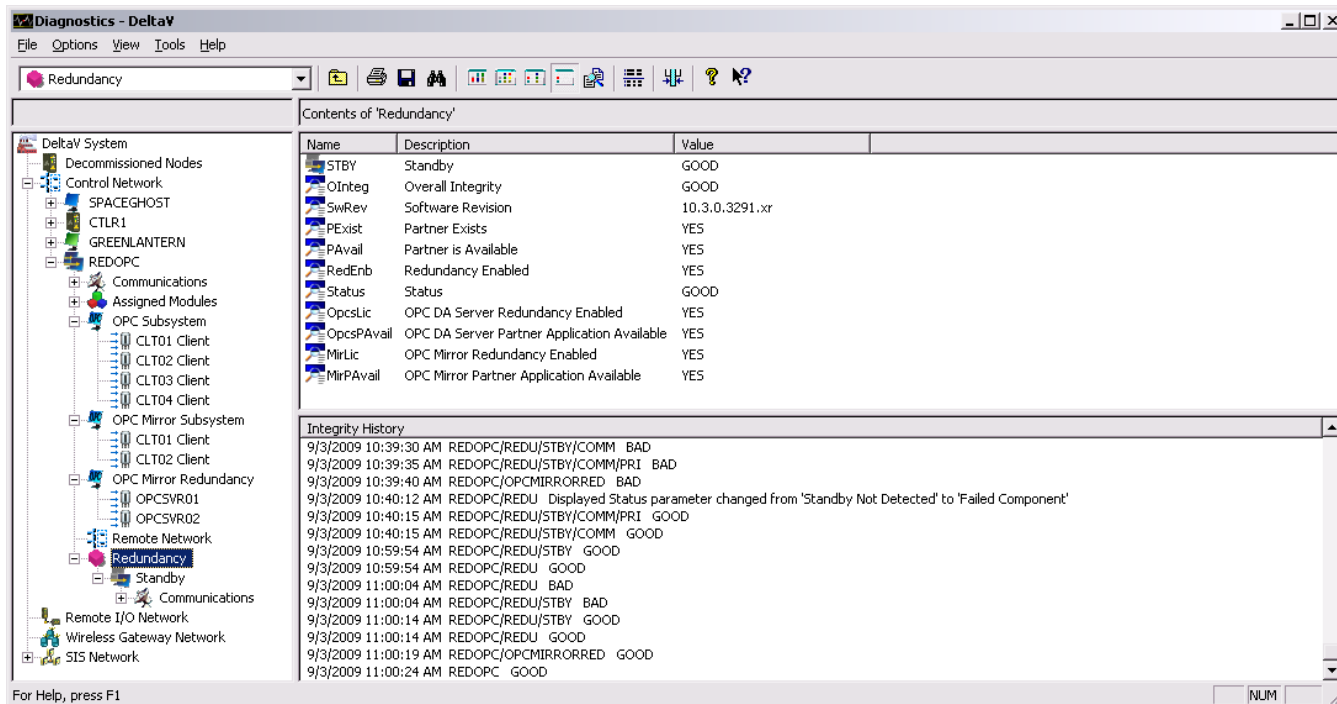 Diagnostics - DeltaV
File Options View Tools Help
Redundancy
Contents of 'Redundancy'
DeltaV System
Decommissioned Nodes
Control Network
SPACEGHOST
CTLR1
GREENLANTERN
REDOPC
Communications
Assigned Modules
OPC Subsystem
CLT01 Client
CLT02 Client
CLT03 Client
CLT04 Client
OPC Mirror Subsystem
CLT01 Client
CLT02 Client
OPC Mirror Redundancy
OPCSVR01
OPCSVR02
Remote Network
Redundancy
Standby
Communications
Remote I/O Network
Wireless Gateway Network
SIS Network
Name Description Value
STBY Standby GOOD
OInteg Overall Integrity GOOD
SwRev Software Revision 10.3.0.3291.xr
PExist Partner Exists YES
PAvail Partner is Available YES
RedEnb Redundancy Enabled YES
Status Status GOOD
OpcsLic OPC DA Server Redundancy Enabled YES
OpcsPAvail OPC DA Server Partner Application Available YES
MirLic OPC Mirror Redundancy Enabled YES
MirPAvail OPC Mirror Partner Application Available YES
Integrity History
9/3/2009 10:39:30 AM REDOPC/REDU/STBY/COMM BAD
9/3/2009 10:39:35 AM REDOPC/REDU/STBY/COMM/PRI BAD
9/3/2009 10:39:40 AM REDOPC/OPCMIRRORRED BAD
9/3/2009 10:40:12 AM REDOPC/REDU Displayed Status parameter changed from 'Standby Not Detected' to 'Failed Component'
9/3/2009 10:40:15 AM REDOPC/REDU/STBY/COMM/PRI GOOD
9/3/2009 10:40:15 AM REDOPC/REDU/STBY/COMM GOOD
9/3/2009 10:59:54 AM REDOPC/REDU/STBY GOOD
9/3/2009 10:59:54 AM REDOPC/REDU GOOD
9/3/2009 11:00:04 AM REDOPC/REDU BAD
9/3/2009 11:00:04 AM REDOPC/REDU/STBY BAD
9/3/2009 11:00:14 AM REDOPC/REDU/STBY GOOD
9/3/2009 11:00:14 AM REDOPC/REDU GOOD
9/3/2009 11:00:19 AM REDOPC/OPCMIRRORRED GOOD
9/3/2009 11:00:24 AM REDOPC GOOD
For Help, press F1
NUM